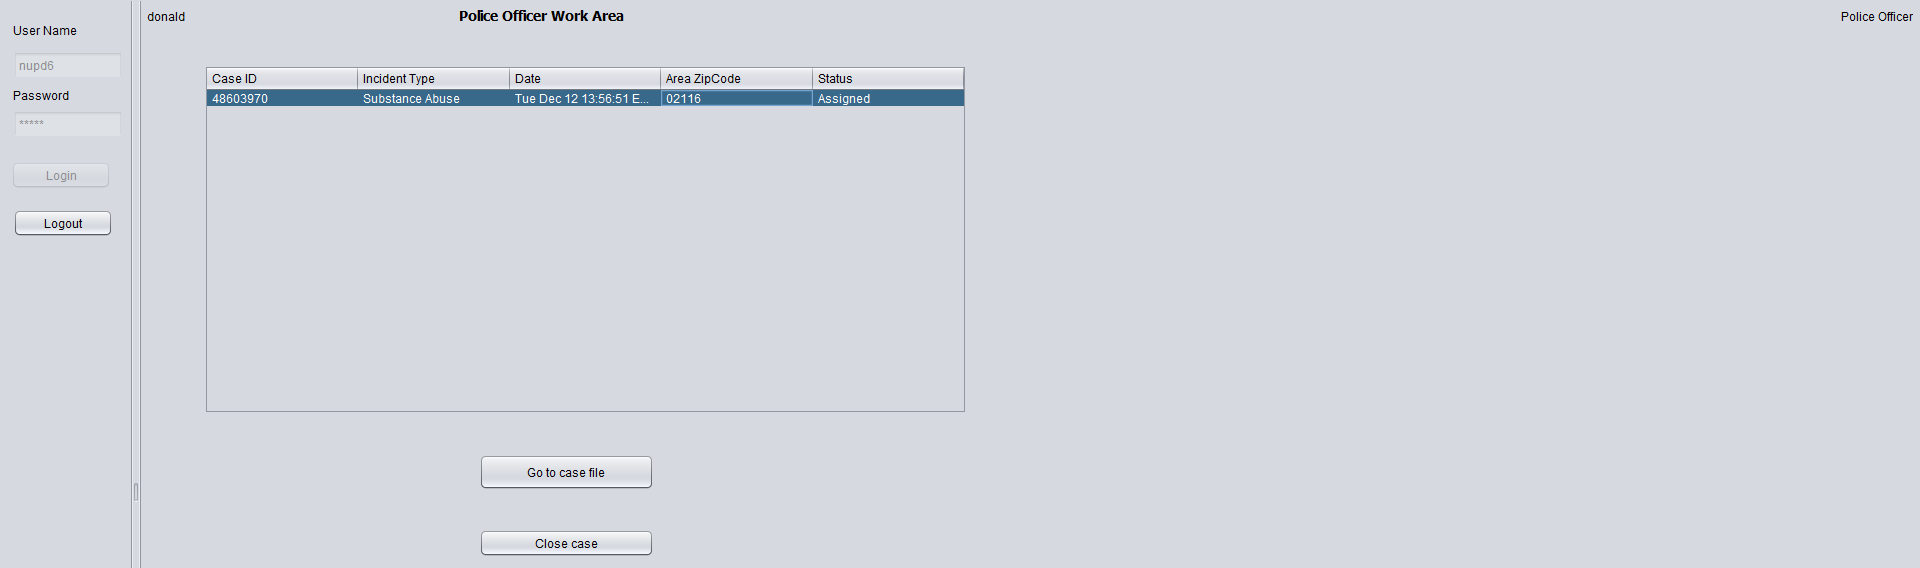 donald Police Officer Work Area Police Officer
User Name
nupd6
Password
*****
Login
Logout
Case ID Incident Type Date Area ZipCode Status
48603970 Substance Abuse Tue Dec 12 13:56:51 E... 02116 Assigned
Go to case file
Close case